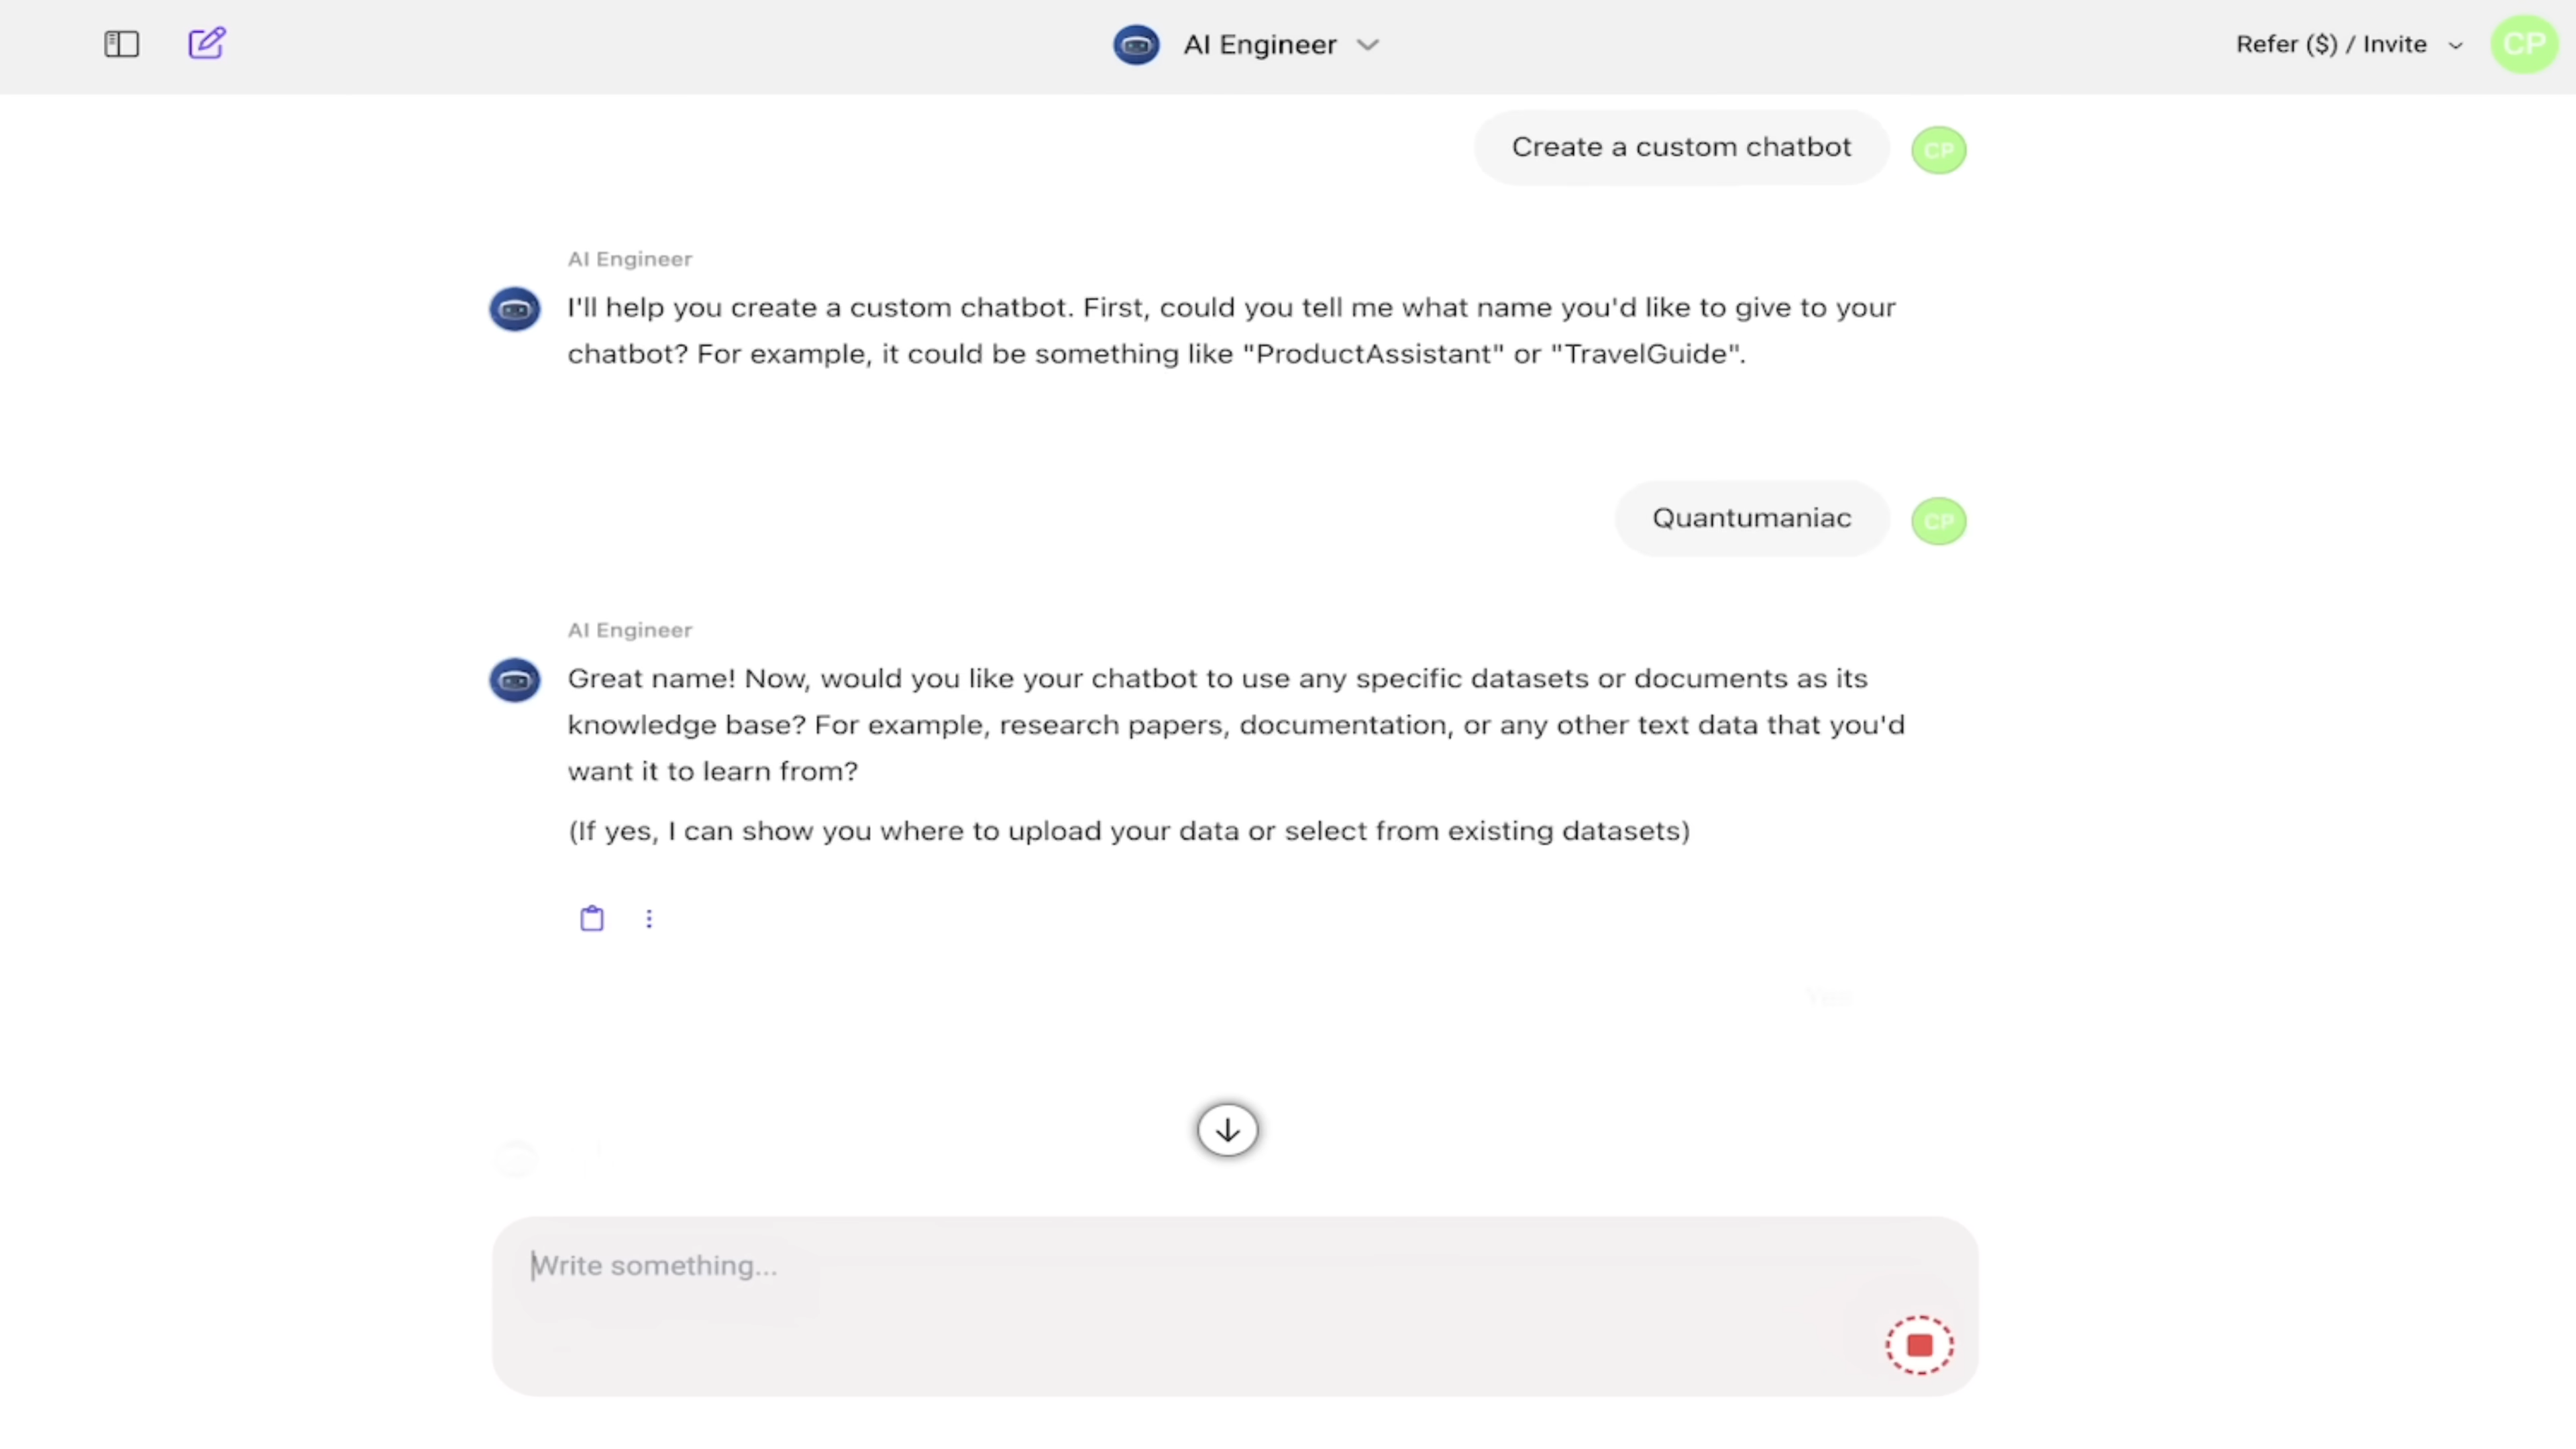 AI Engineer
Refer ($) / Invite
CP
Create a custom chatbot
CP
AI Engineer
I'll help you create a custom chatbot. First, could you tell me what name you'd like to give to your
chatbot? For example, it could be something like "ProductAssistant" or "TravelGuide".
Quantumaniac
CP
AI Engineer
Great name! Now, would you like your chatbot to use any specific datasets or documents as its
knowledge base? For example, research papers, documentation, or any other text data that you'd
want it to learn from?
(If yes, I can show you where to upload your data or select from existing datasets)
Yes
Write something...